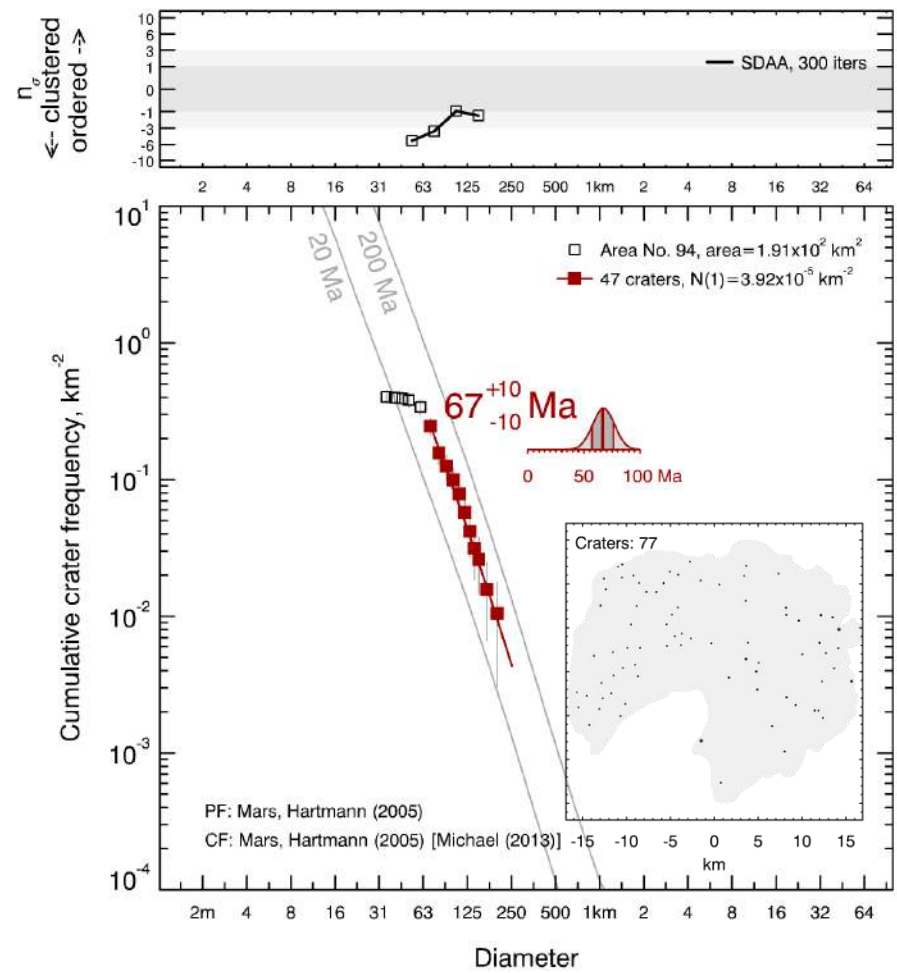 n_σ
<-- clustered
ordered -->
10
6
3
1
0
-1
-3
-6
-10
SDAA, 300 iters
2 4 8 16 31 63 125 250 500 1km 2 4 8 16 32 64
Cumulative crater frequency, km⁻²
10¹
10⁰
10⁻¹
10⁻²
10⁻³
10⁻⁴
20 Ma
200 Ma
Area No. 94, area=1.91x10² km²
47 craters, N(1)=3.92x10⁻⁵ km⁻²
67 +10 -10 Ma
0 50 100 Ma
Craters: 77
-15 -10 -5 0 5 10 15
km
PF: Mars, Hartmann (2005)
CF: Mars, Hartmann (2005) [Michael (2013)]
2m 4 8 16 31 63 125 250 500 1km 2 4 8 16 32 64
Diameter